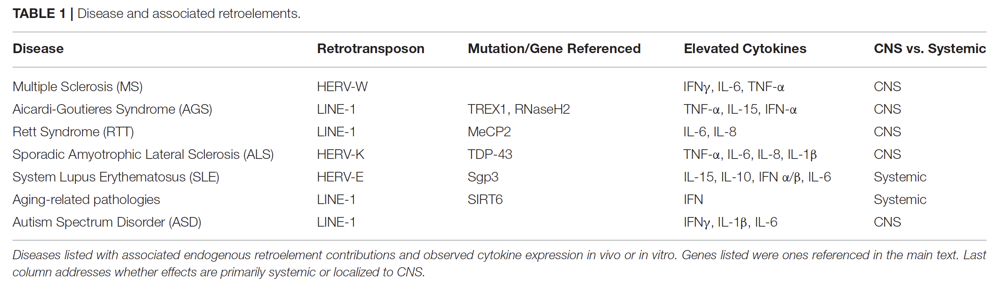 TABLE 1 | Disease and associated retroelements.
Disease Retrotransposon Mutation/Gene Referenced Elevated Cytokines CNS vs. Systemic
Multiple Sclerosis (MS) HERV-W IFNγ, IL-6, TNF-α CNS
Aicardi-Goutieres Syndrome (AGS) LINE-1 TREX1, RNaseH2 TNF-α, IL-15, IFN-α CNS
Rett Syndrome (RTT) LINE-1 MeCP2 IL-6, IL-8 CNS
Sporadic Amyotrophic Lateral Sclerosis (ALS) HERV-K TDP-43 TNF-α, IL-6, IL-8, IL-1β CNS
System Lupus Erythematosus (SLE) HERV-E Sgp3 IL-15, IL-10, IFN α/β, IL-6 Systemic
Aging-related pathologies LINE-1 SIRT6 IFN Systemic
Autism Spectrum Disorder (ASD) LINE-1 IFNγ, IL-1β, IL-6 CNS
Diseases listed with associated endogenous retroelement contributions and observed cytokine expression in vivo or in vitro. Genes listed were ones referenced in the main text. Last
column addresses whether effects are primarily systemic or localized to CNS.